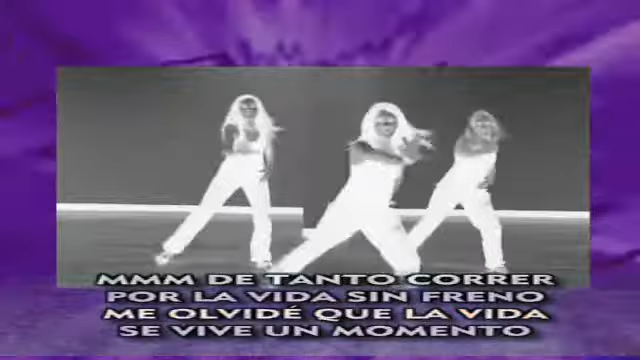 MMM DE TANTO CORRER
POR LA VIDA SIN FRENO
ME OLVIDÉ QUE LA VIDA
SE VIVE UN MOMENTO